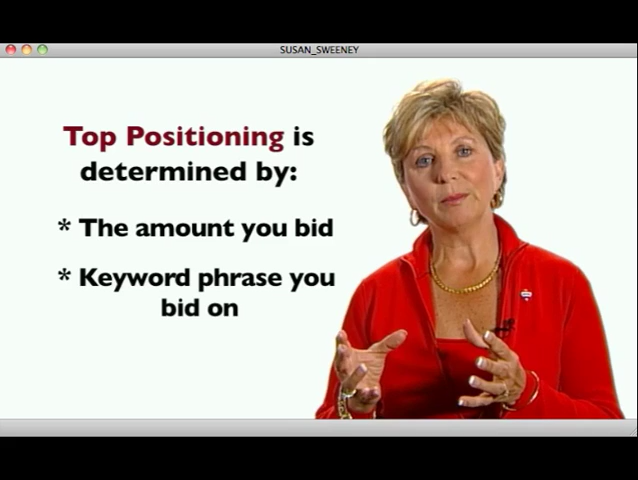 SUSAN_SWEENEY
Top Positioning is
determined by:
* The amount you bid
* Keyword phrase you
bid on